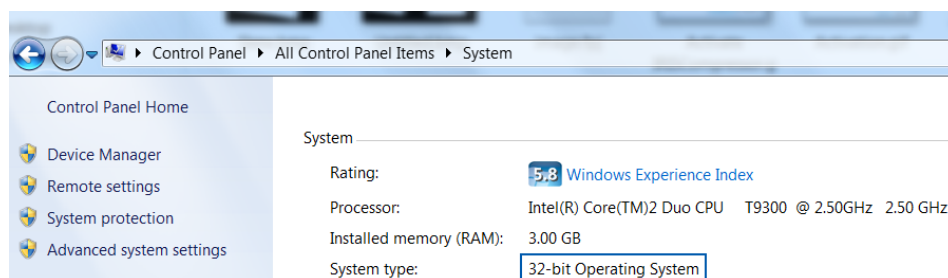 Control Panel ▸ All Control Panel Items ▸ System
Control Panel Home
Device Manager
Remote settings
System protection
Advanced system settings
System
Rating: 5.8 Windows Experience Index
Processor: Intel(R) Core(TM)2 Duo CPU T9300 @ 2.50GHz 2.50 GHz
Installed memory (RAM): 3.00 GB
System type: 32-bit Operating System